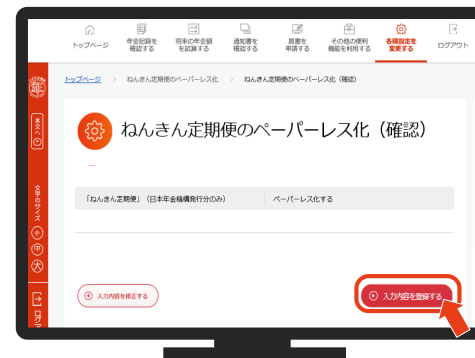 トップページ
年金記録を
確認する
将来の年金額
を試算する
通知書を
確認する
届書を
申請する
その他の便利
機能を利用する
各種設定を
変更する
ログアウト
トップページ > ねんきん定期便のペーパーレス化 > ねんきん定期便のペーパーレス化（確認）
本文へ
文字のサイズ
小
中
大
ログア
ねんきん定期便のペーパーレス化（確認）
「ねんきん定期便」（日本年金機構発行分のみ） ペーパーレス化する
入力内容を修正する
入力内容を登録する